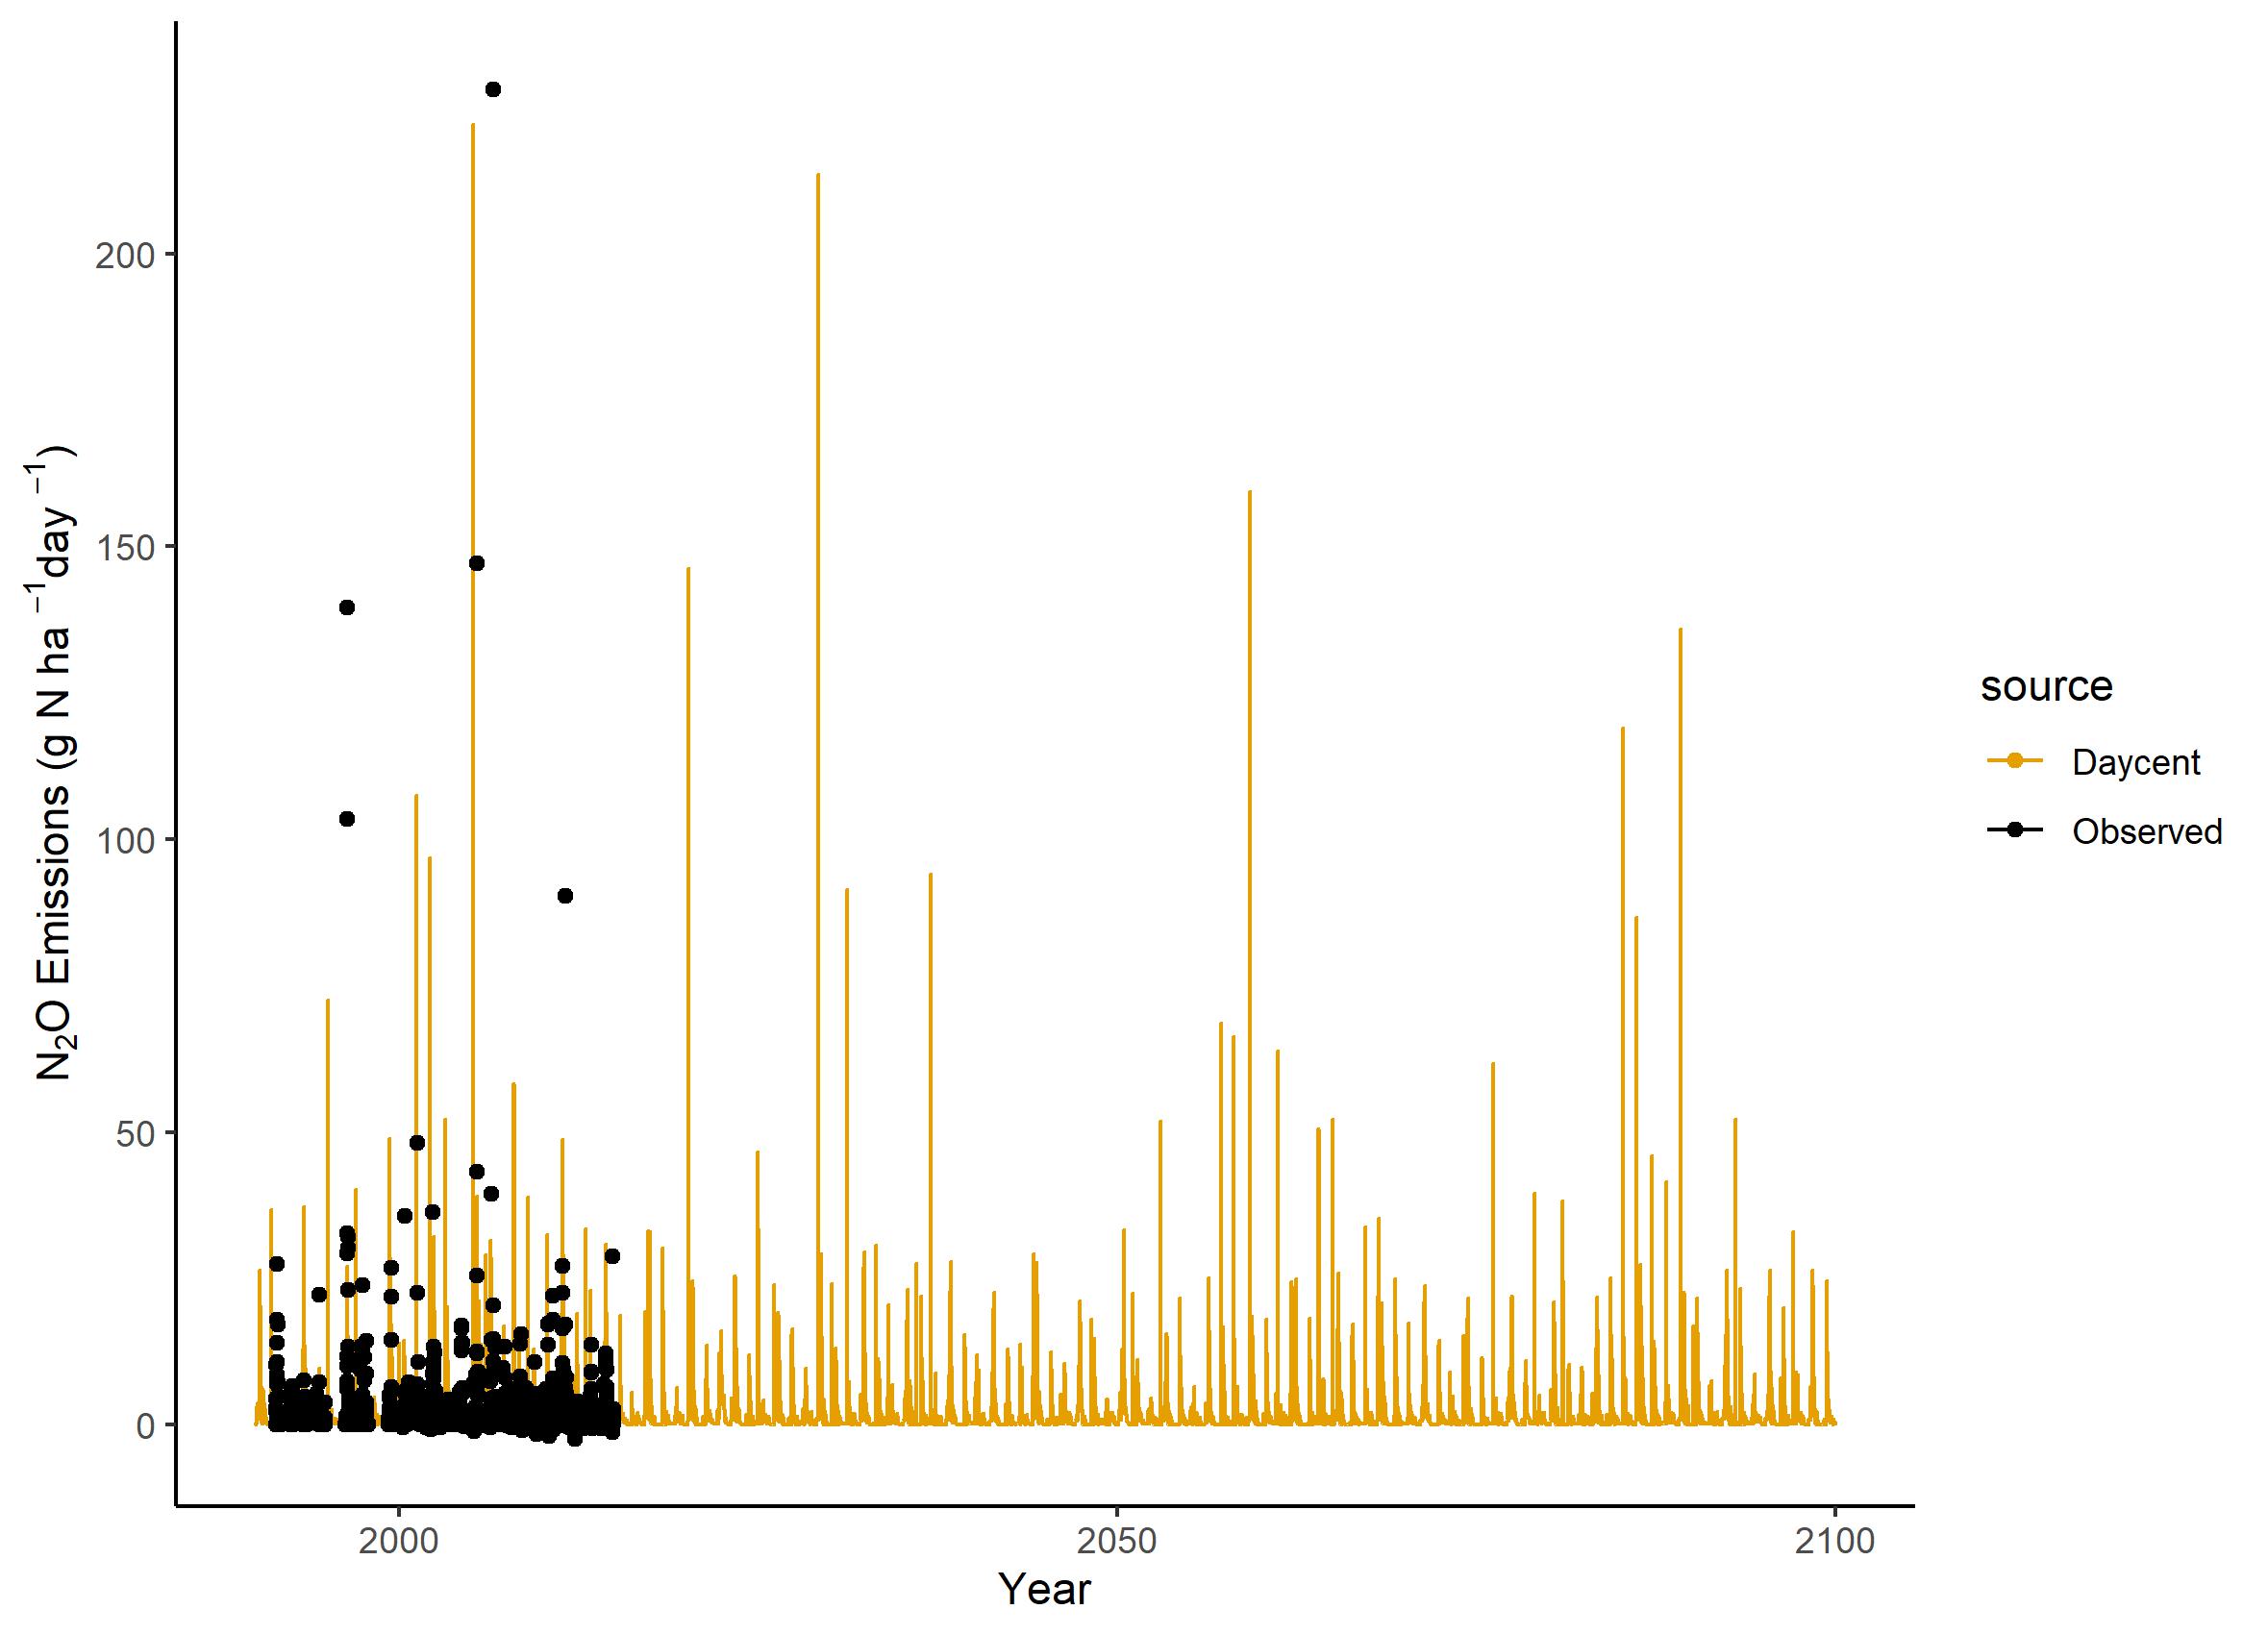 200
150
100
50
0
N₂O Emissions (g N ha ⁻¹day ⁻¹)
2000 2050 2100
Year
source
Daycent
Observed